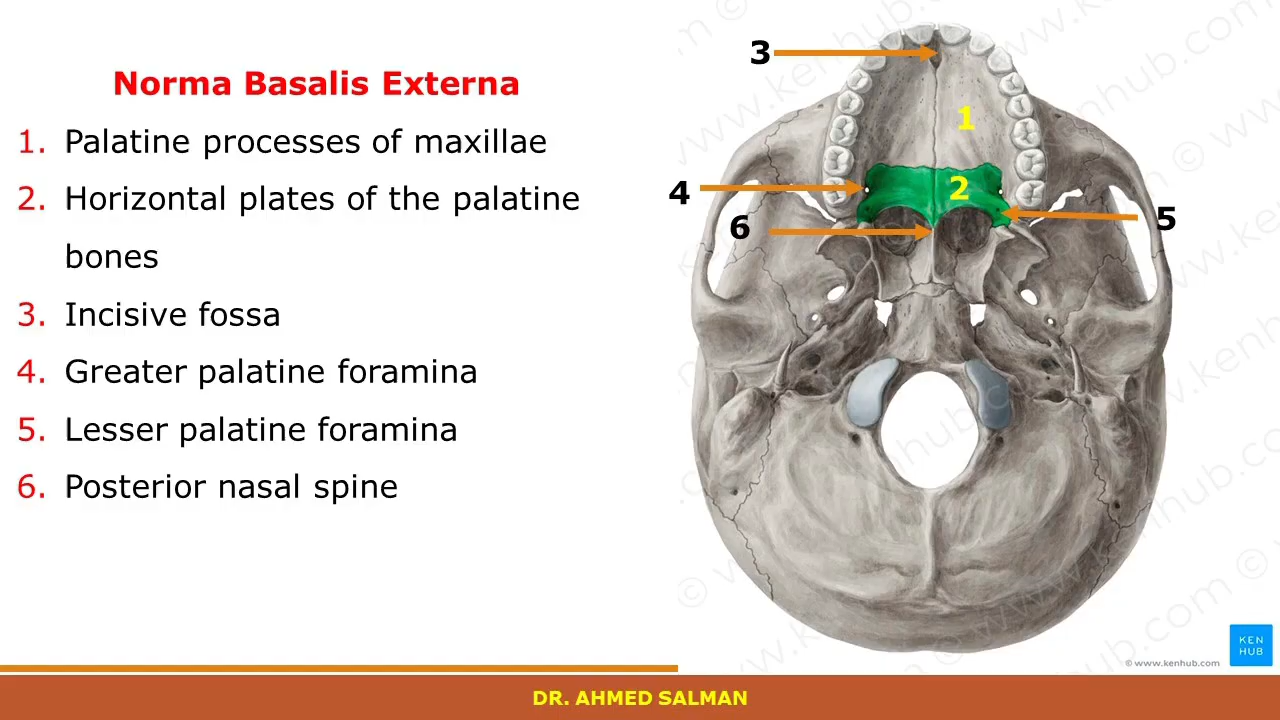 Norma Basalis Externa
1. Palatine processes of maxillae
2. Horizontal plates of the palatine
bones
3. Incisive fossa
4. Greater palatine foramina
5. Lesser palatine foramina
6. Posterior nasal spine
3
1
2
4
5
6
© www.kenhub.com
KEN
HUB
DR. AHMED SALMAN